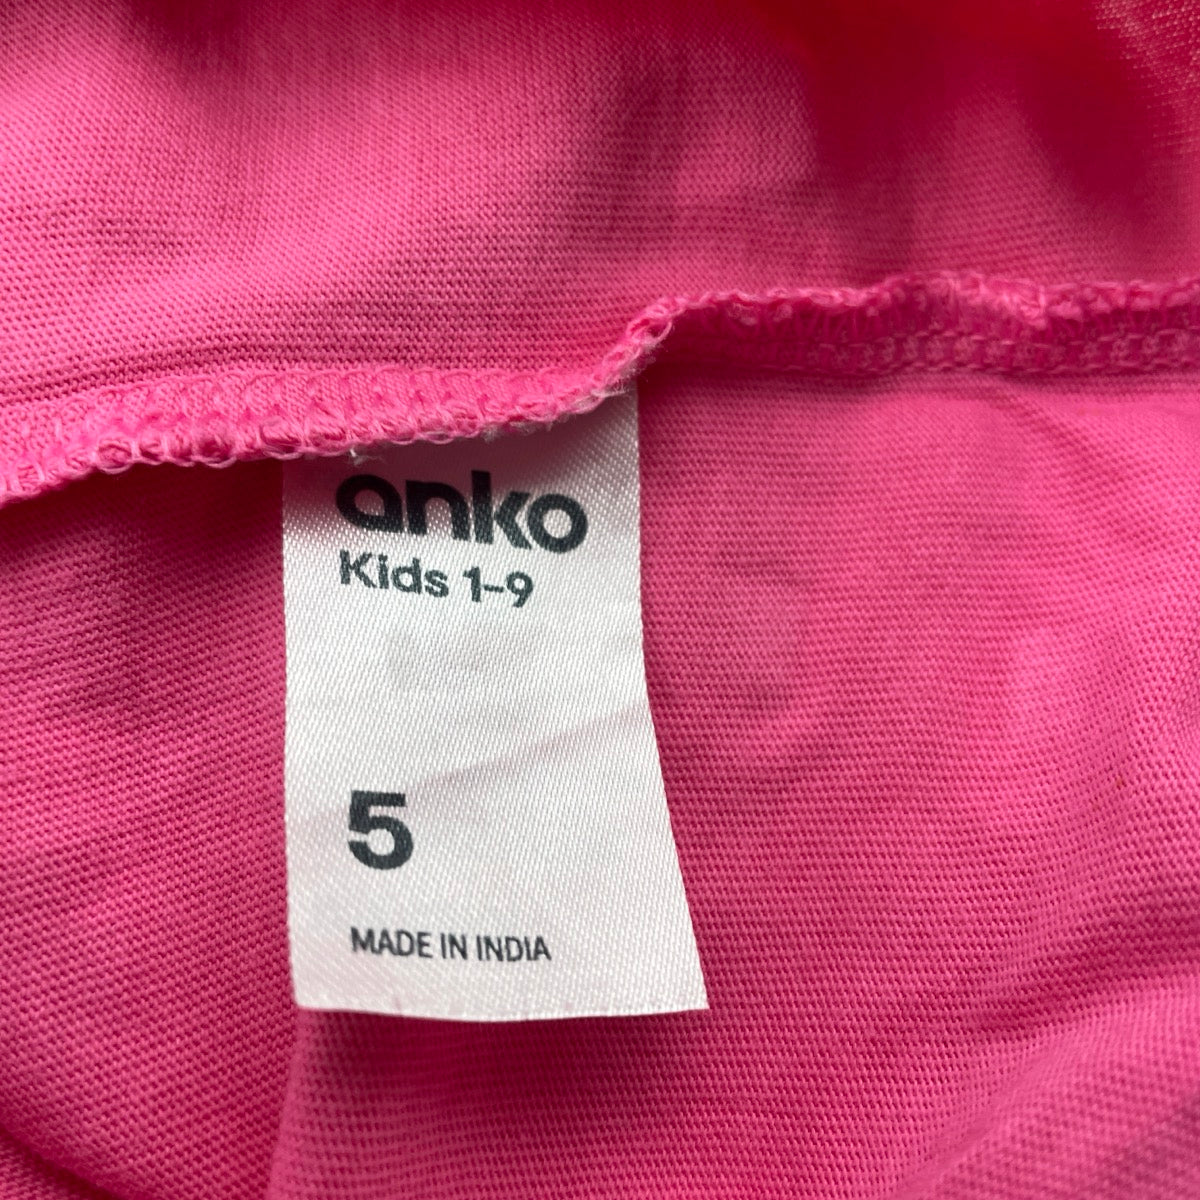 anko
Kids 1-9
5
MADE IN INDIA